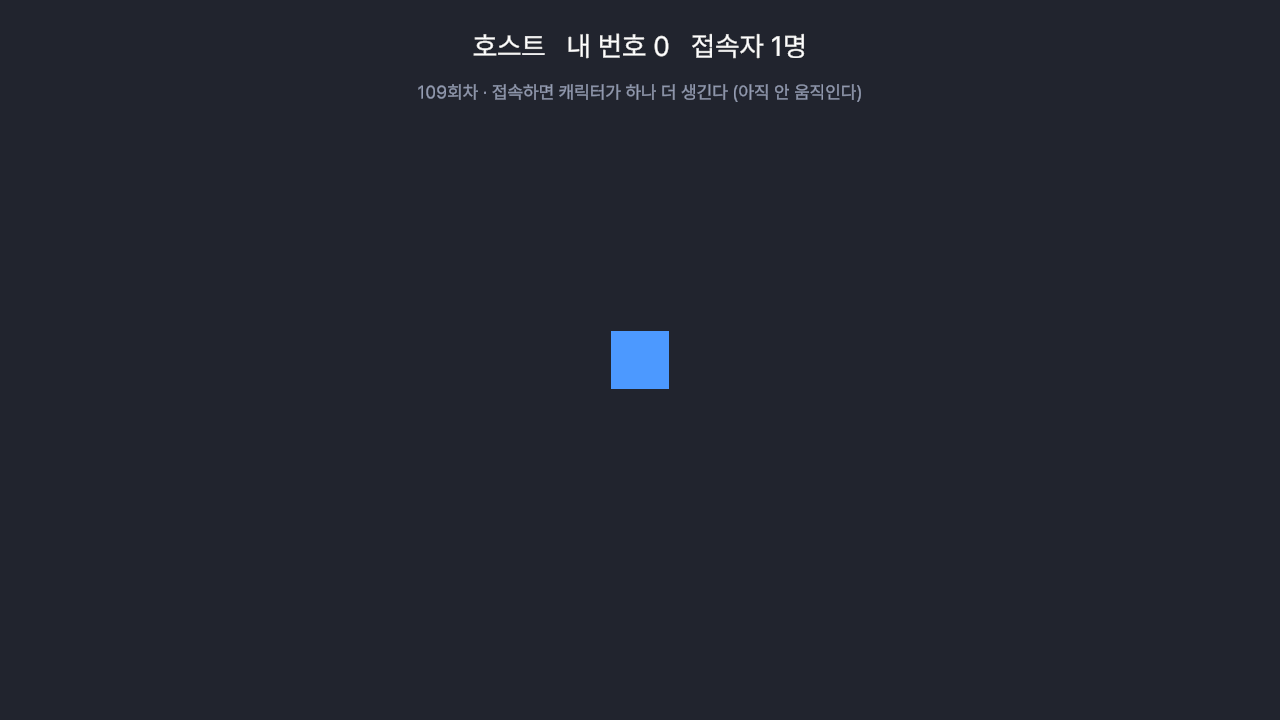 호스트 내 번호 0 접속자 1명
109회차 · 접속하면 캐릭터가 하나 더 생긴다 (아직 안 움직인다)